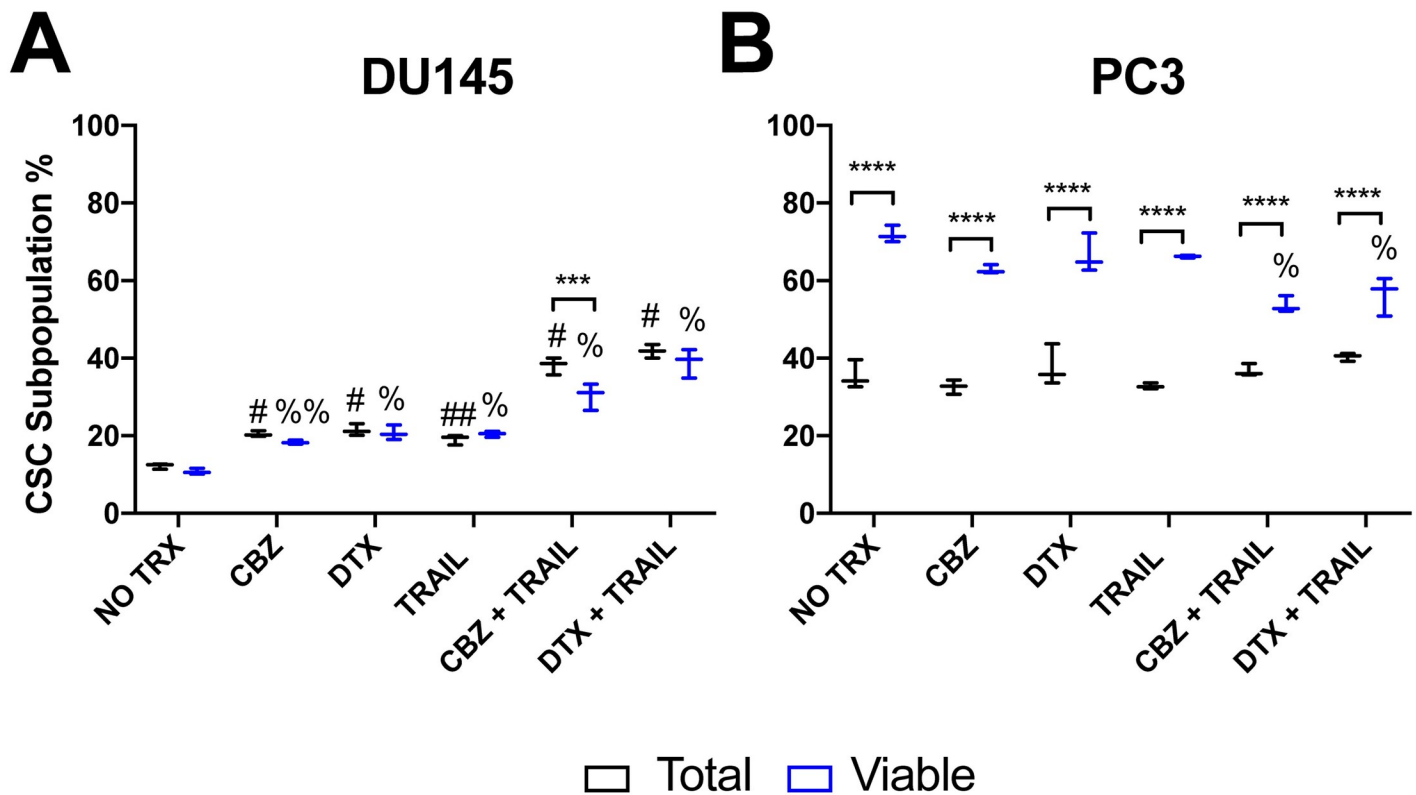 A
DU145
CSC Subpopulation %
100
80
60
40
20
0
# %%
# %
## %
***
# %
# %
NO TRX
CBZ
DTX
TRAIL
CBZ + TRAIL
DTX + TRAIL
B
PC3
100
80
60
40
20
0
****
****
****
****
****
%
****
%
NO TRX
CBZ
DTX
TRAIL
CBZ + TRAIL
DTX + TRAIL
Total
Viable